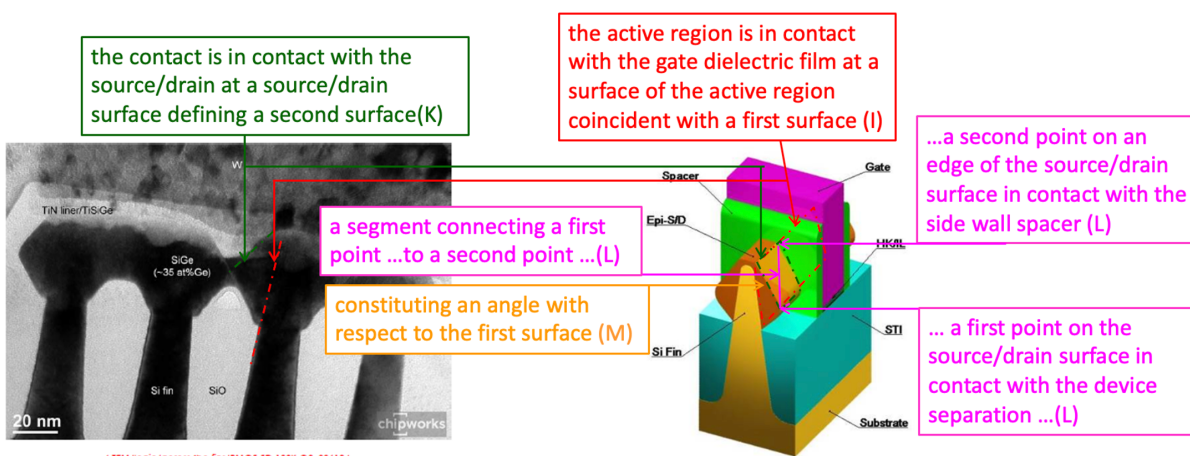 the contact is in contact with the
source/drain at a source/drain
surface defining a second surface(K)
the active region is in contact
with the gate dielectric film at a
surface of the active region
coincident with a first surface (I)
...a second point on an
edge of the source/drain
surface in contact with the
side wall spacer (L)
W
TiN liner/TiSiGe
SiGe
(~35 at%Ge)
Si fin
SiO
20 nm
chipworks
a segment connecting a first
point ...to a second point ...(L)
constituting an angle with
respect to the first surface (M)
Spacer
Gate
Epi-S/D
HK/IL
Si Fin
STI
Substrate
... a first point on the
source/drain surface in
contact with the device
separation ...(L)